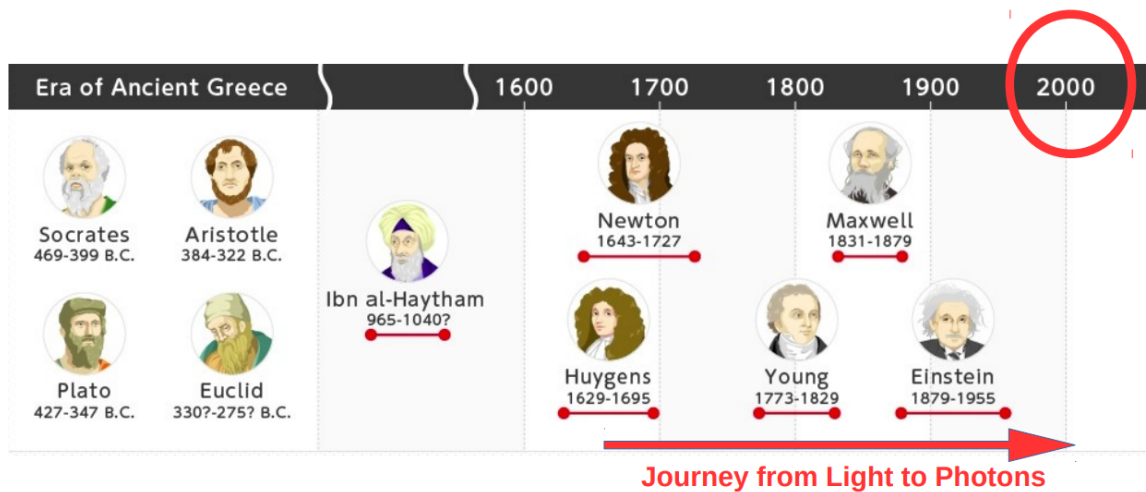 Era of Ancient Greece
1600 1700 1800 1900 2000
Socrates
469-399 B.C.
Aristotle
384-322 B.C.
Plato
427-347 B.C.
Euclid
330?-275? B.C.
Ibn al-Haytham
965-1040?
Newton
1643-1727
Huygens
1629-1695
Maxwell
1831-1879
Young
1773-1829
Einstein
1879-1955
Journey from Light to Photons